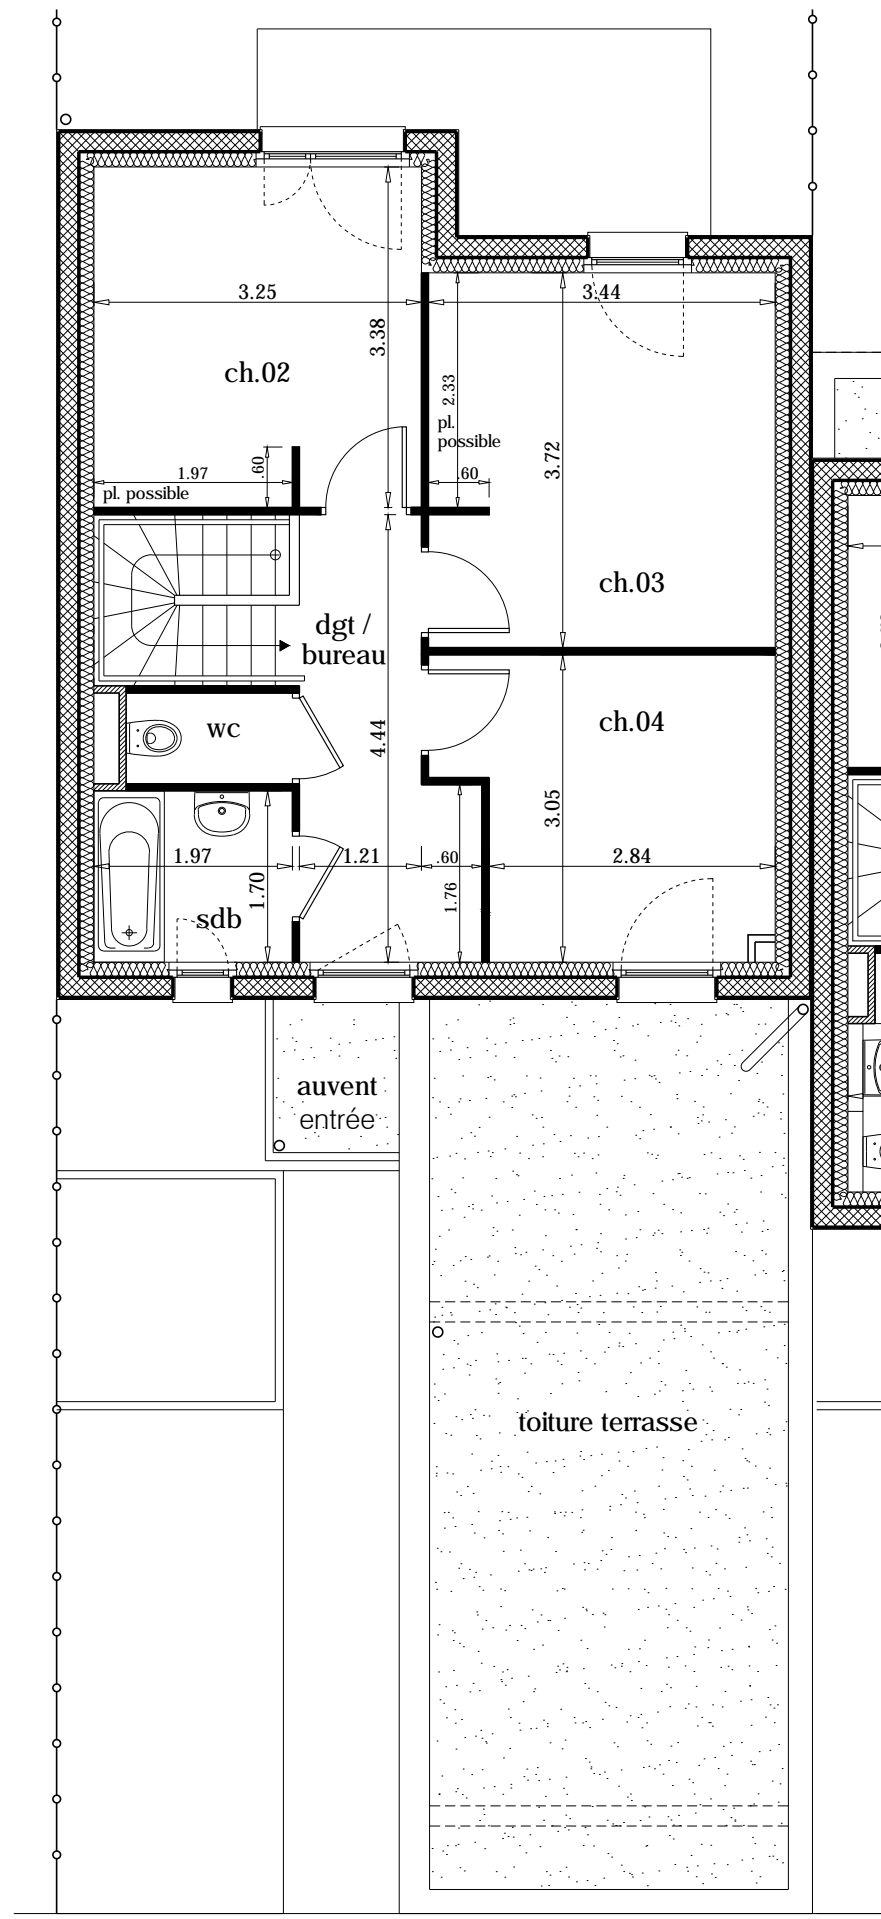 3.25
3.44
3.38
ch.02
2.33
pl.
possible
3.72
.60
1.97
.60
pl. possible
ch.03
dgt /
bureau
wc
ch.04
4.44
3.05
1.97
1.21
.60
2.84
1.70
1.76
sdb
auvent
entrée
toiture terrasse